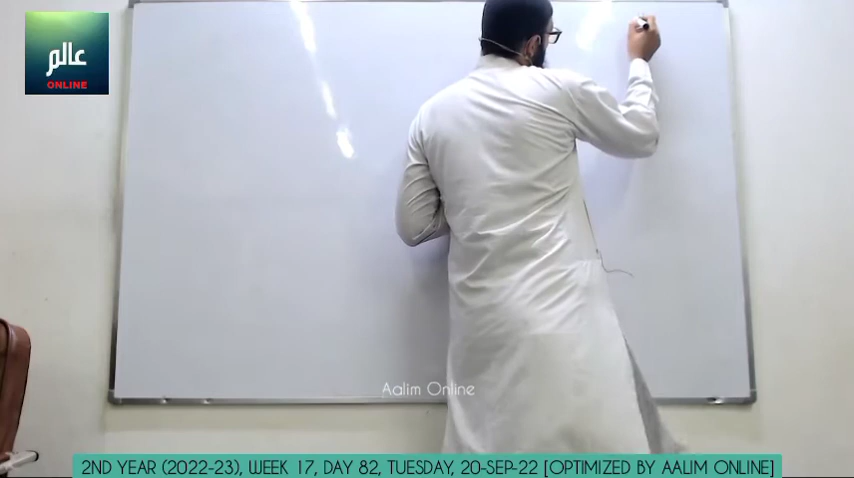 عالم
ONLINE
Aalim Online
2ND YEAR (2022-23), WEEK 17, DAY 82, TUESDAY, 20-SEP-22 [OPTIMIZED BY AALIM ONLINE]